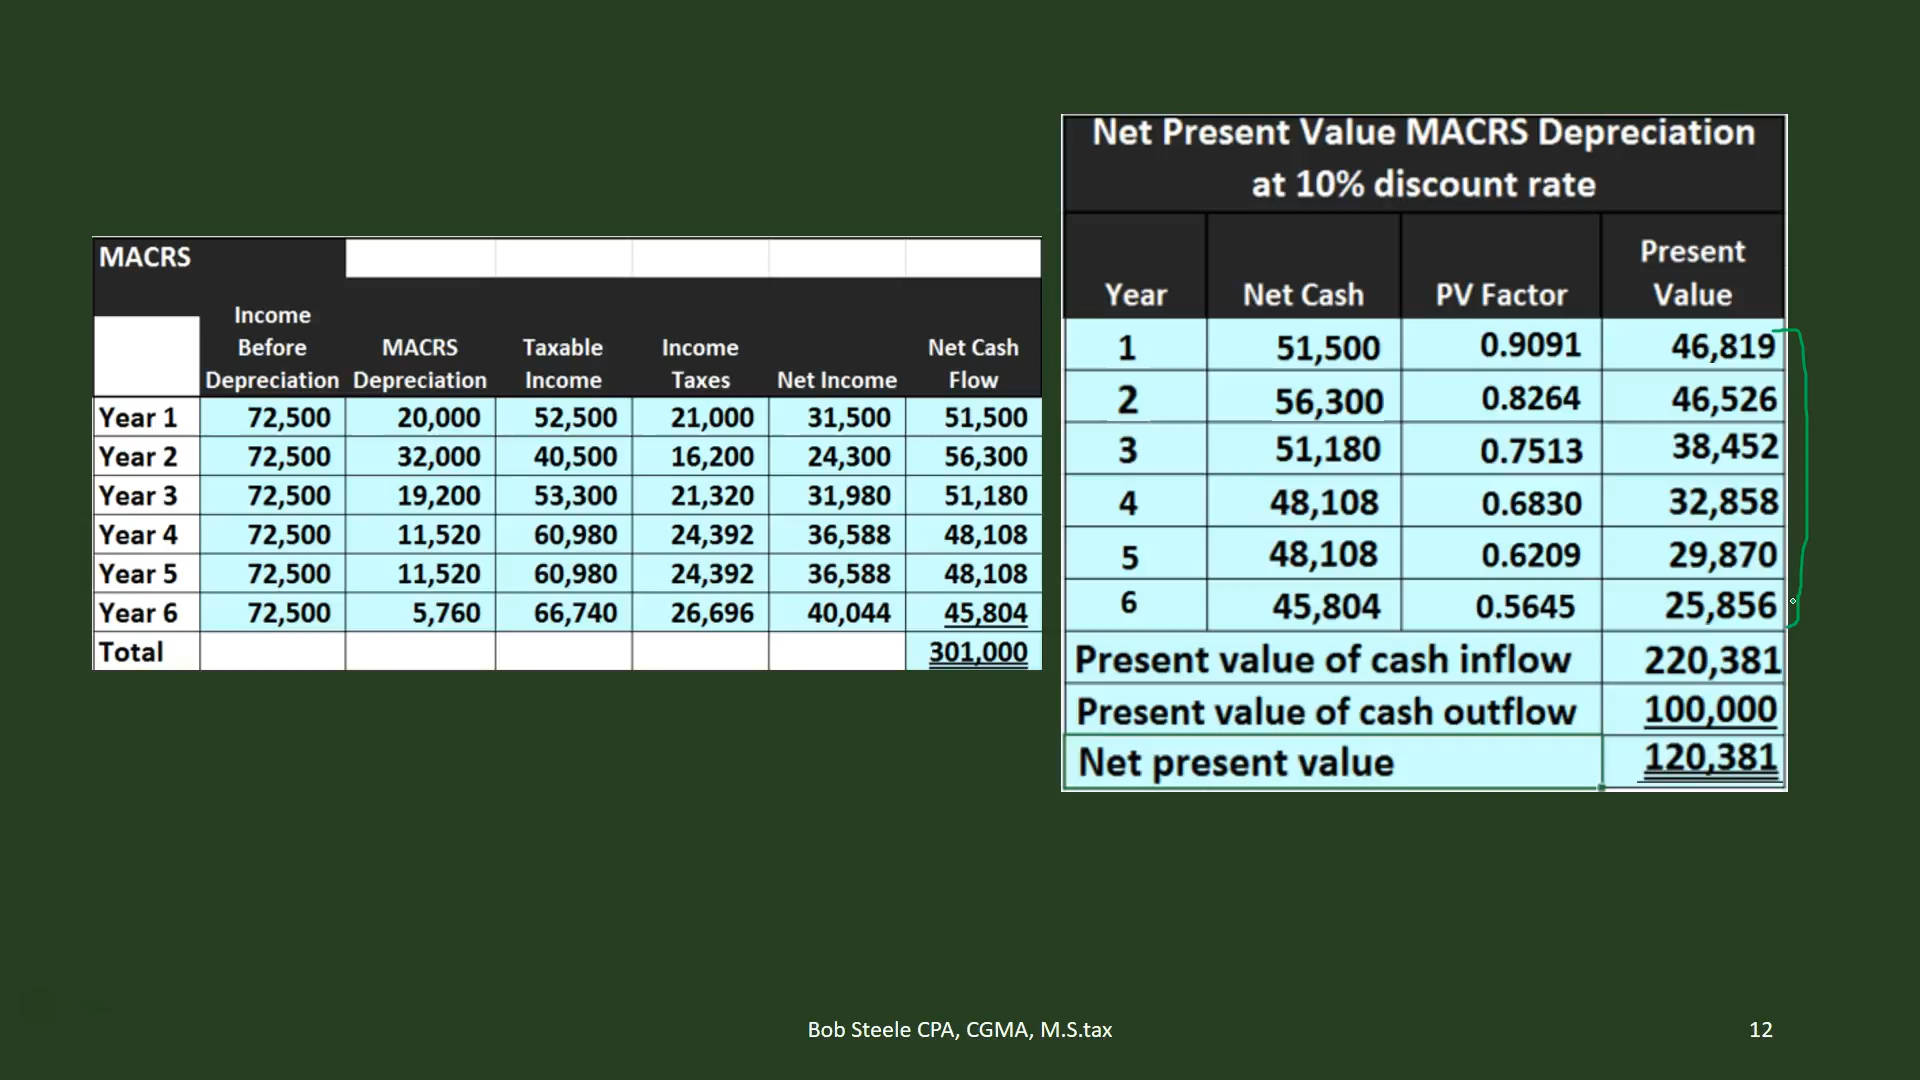 MACRS
Income Before Depreciation MACRS Depreciation Taxable Income Income Taxes Net Income Net Cash Flow
Year 1 72,500 20,000 52,500 21,000 31,500 51,500
Year 2 72,500 32,000 40,500 16,200 24,300 56,300
Year 3 72,500 19,200 53,300 21,320 31,980 51,180
Year 4 72,500 11,520 60,980 24,392 36,588 48,108
Year 5 72,500 11,520 60,980 24,392 36,588 48,108
Year 6 72,500 5,760 66,740 26,696 40,044 45,804
Total 301,000
Net Present Value MACRS Depreciation
at 10% discount rate
Year Net Cash PV Factor Present Value
1 51,500 0.9091 46,819
2 56,300 0.8264 46,526
3 51,180 0.7513 38,452
4 48,108 0.6830 32,858
5 48,108 0.6209 29,870
6 45,804 0.5645 25,856
Present value of cash inflow 220,381
Present value of cash outflow 100,000
Net present value 120,381
Bob Steele CPA, CGMA, M.S.tax
12